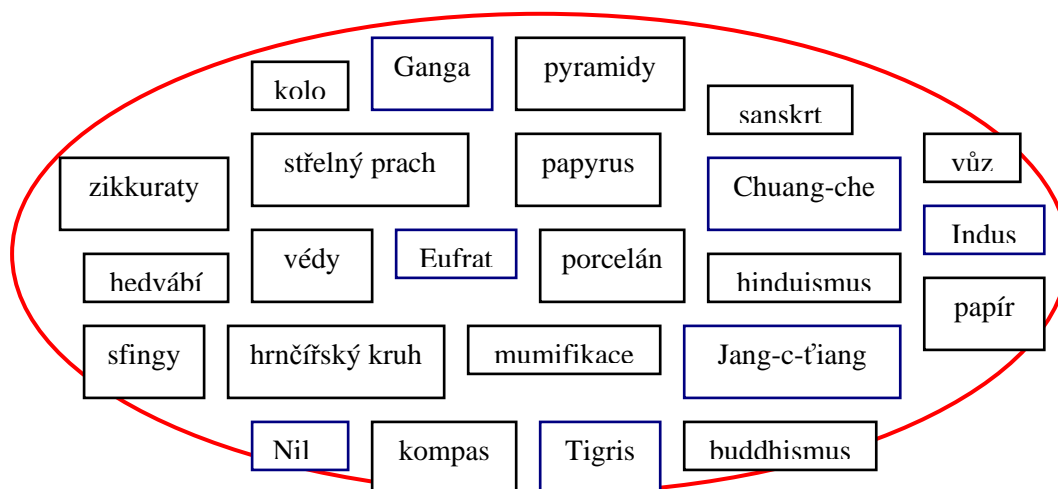 Ganga
pyramidy
kolo
sanskrt
střelný prach
papyrus
vůz
zikkuraty
Chuang-che
Indus
védy
Eufrat
porcelán
hedvábí
hinduismus
papír
sfingy
hrnčířský kruh
mumifikace
Jang-c-ťiang
Nil
kompas
Tigris
buddhismus